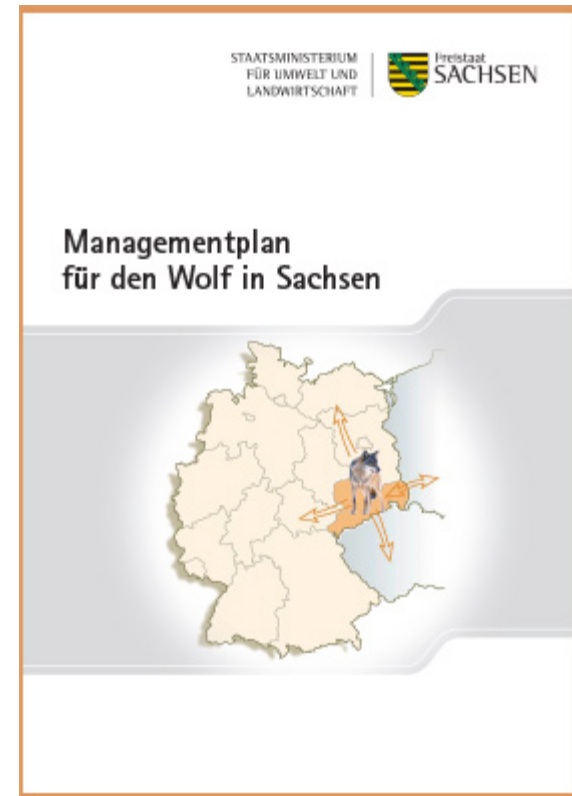 STAATSMINISTERIUM
FÜR UMWELT UND
LANDWIRTSCHAFT
Freistaat
SACHSEN
Managementplan
für den Wolf in Sachsen